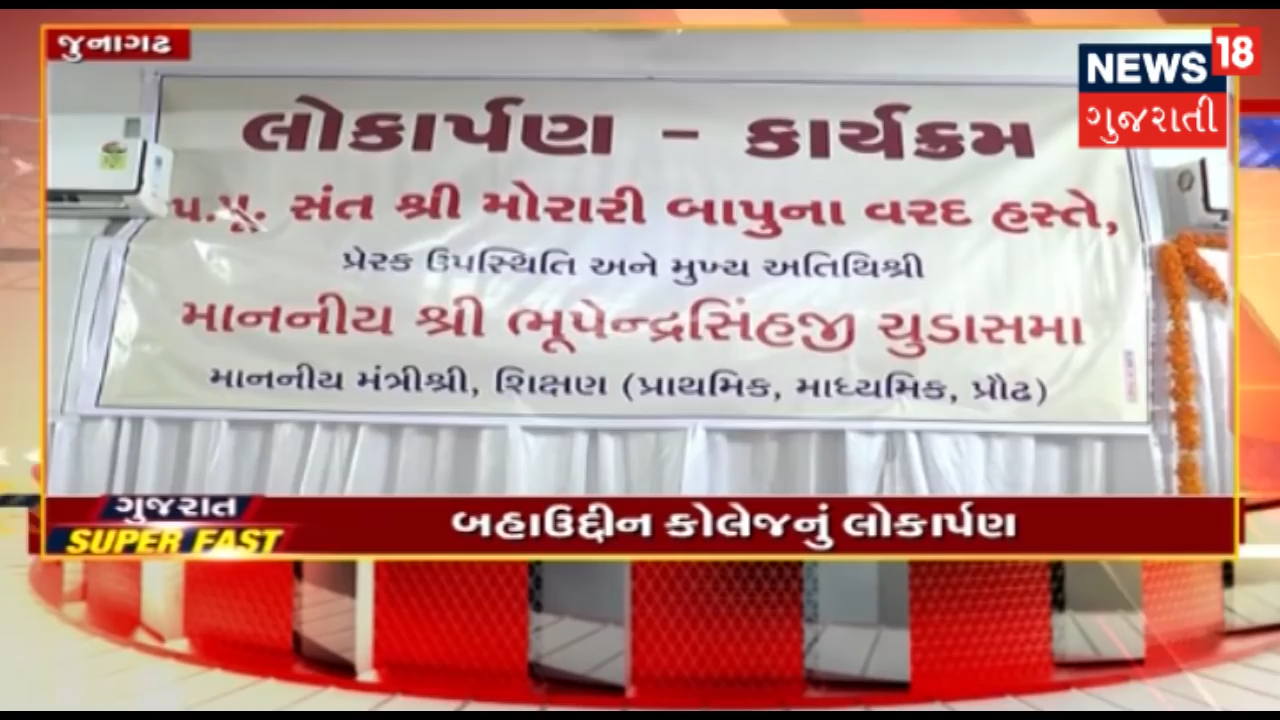 જુનાગઢ
NEWS 18
ગુજરાતી
લોકાર્પણ - કાર્યક્રમ
પ.પૂ. સંત શ્રી મોરારી બાપુના વરદ હસ્તે,
પ્રેરક ઉપસ્થિતિ અને મુખ્ય અતિથિશ્રી
માનનીય શ્રી ભૂપેન્દ્રસિંહજી ચુડાસમા
માનનીય મંત્રીશ્રી, શિક્ષણ (પ્રાથમિક, માધ્યમિક, પ્રૌઢ)
ગુજરાત
SUPER FAST
બહાઉદ્દીન કોલેજનું લોકાર્પણ